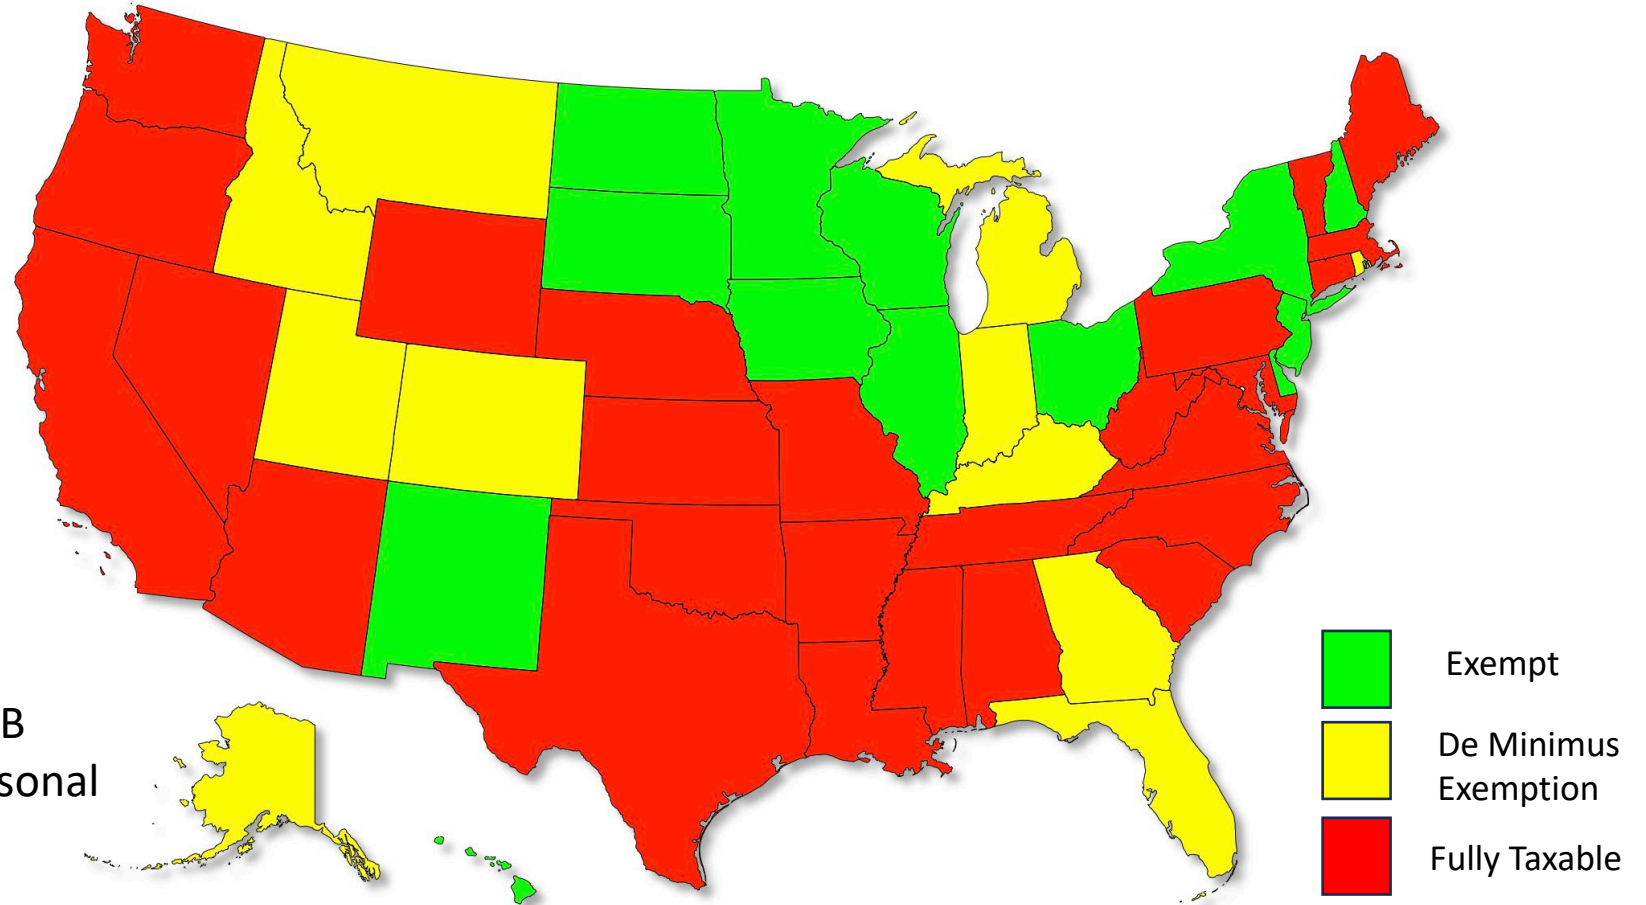 B
sonal
Exempt
De Minimus
Exemption
Fully Taxable